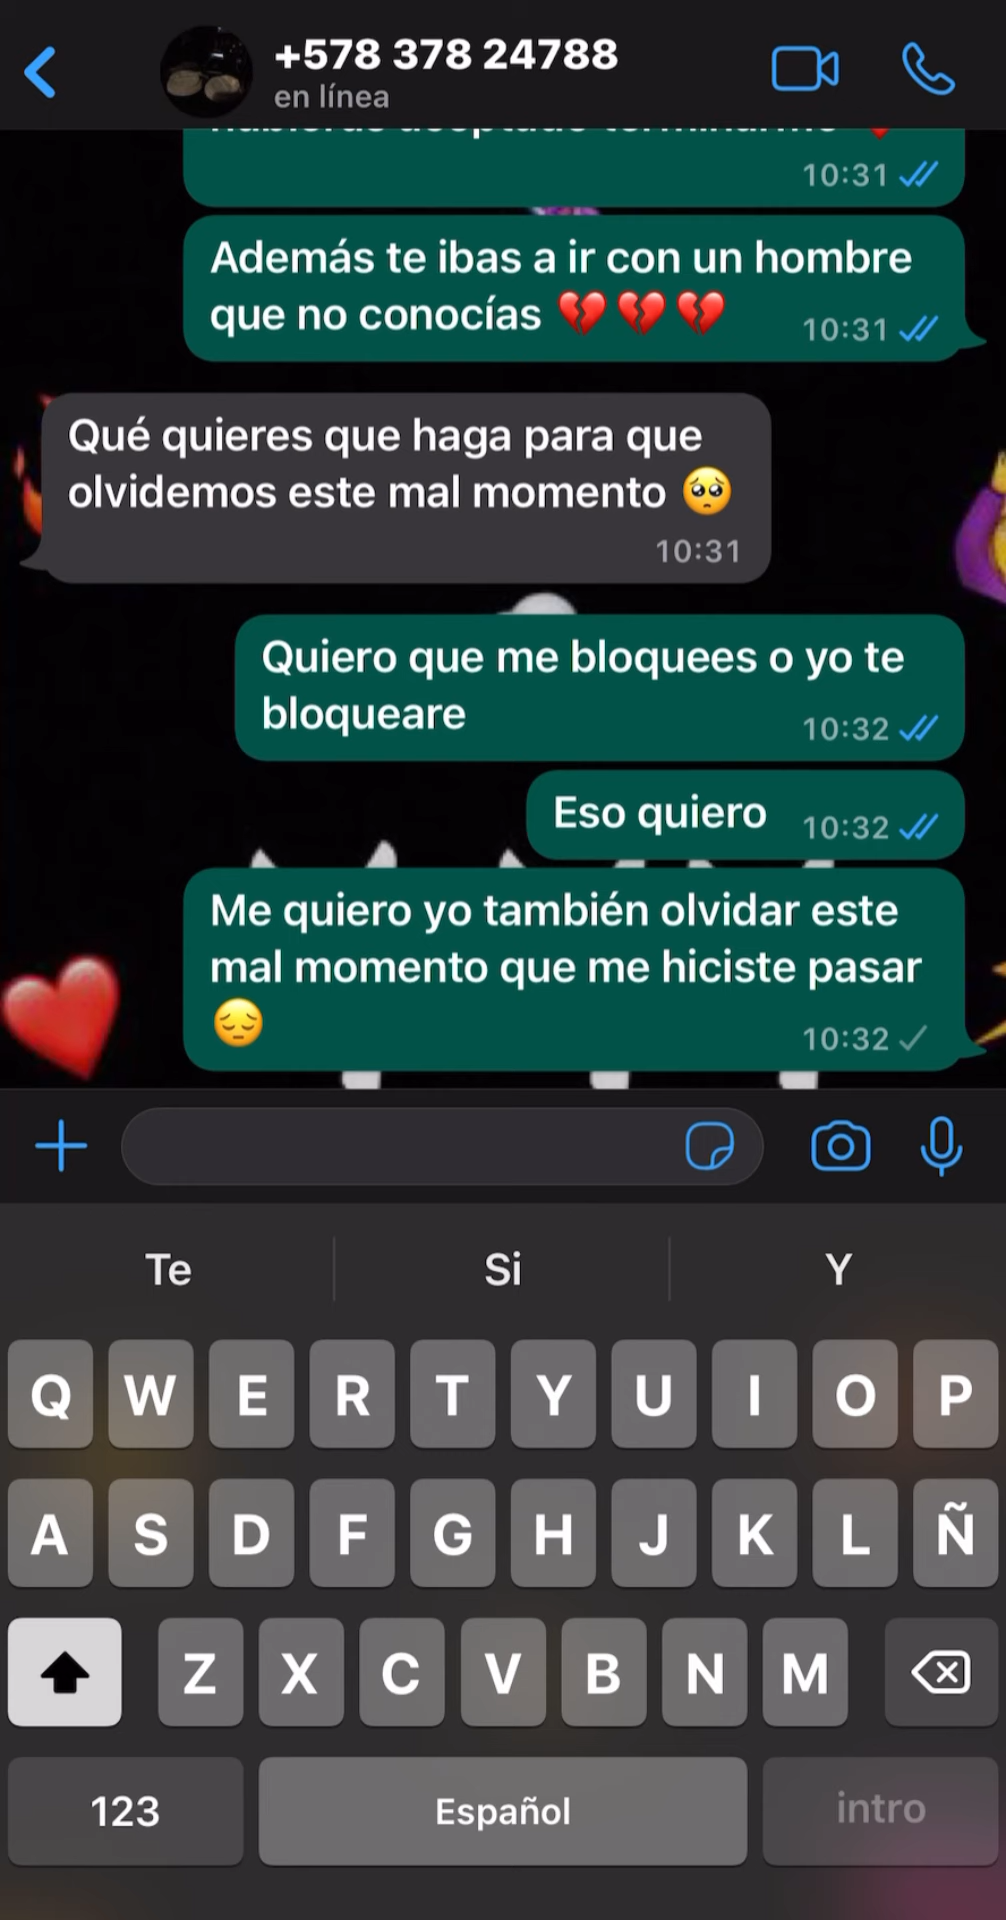 +578 378 24788
en línea
10:31
Además te ibas a ir con un hombre
que no conocías 💔💔💔 10:31
Qué quieres que haga para que
olvidemos este mal momento 🥺
10:31
Quiero que me bloquees o yo te
bloqueare 10:32
Eso quiero 10:32
Me quiero yo también olvidar este
mal momento que me hiciste pasar
😔 10:32
Te Si Y
Q W E R T Y U I O P
A S D F G H J K L Ñ
Z X C V B N M
123 Español intro